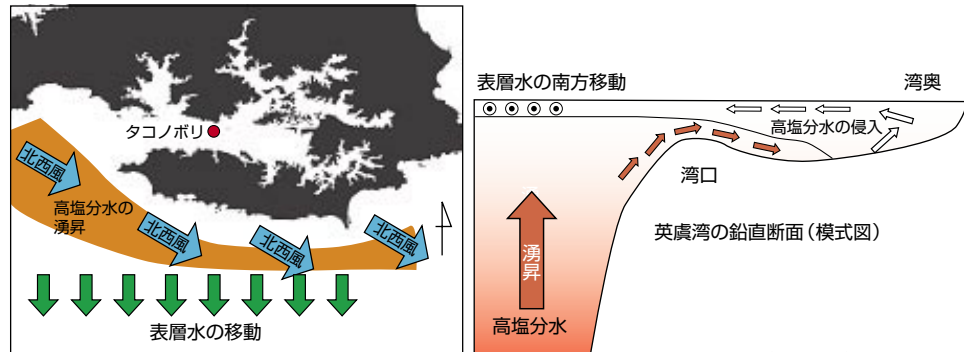 タコノボリ
北西風
高塩分水の
湧昇
北西風
北西風
北西風
表層水の移動
表層水の南方移動
湾奥
高塩分水の侵入
湾口
英虞湾の鉛直断面（模式図）
湧昇
高塩分水